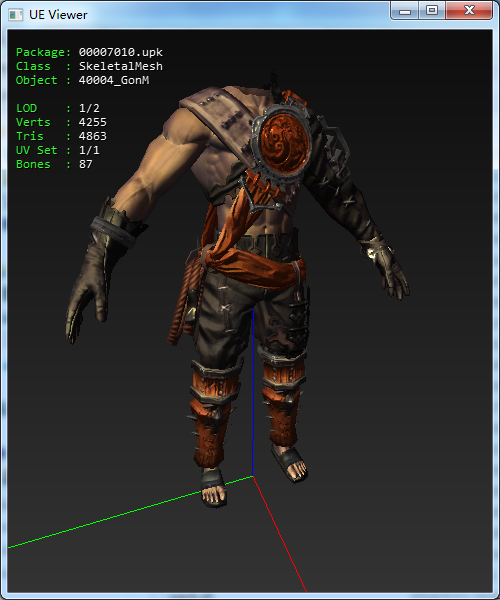 UE Viewer
Package: 00007010.upk
Class : SkeletalMesh
Object : 40004_GonM
LOD : 1/2
Verts : 4255
Tris : 4863
UV Set : 1/1
Bones : 87